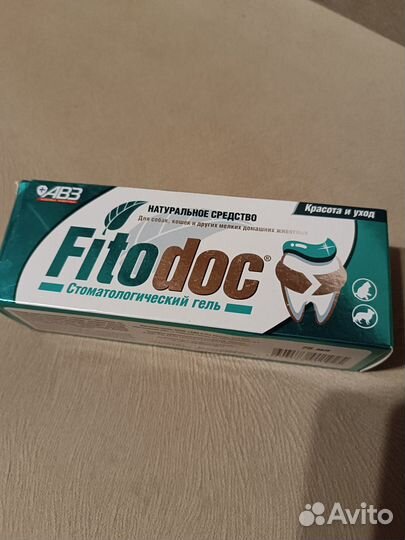 АВЗ
НАТУРАЛЬНОЕ СРЕДСТВО
Для собак, кошек и других мелких домашних животных
Красота и уход
Fitodoc®
Стоматологический гель
Avito